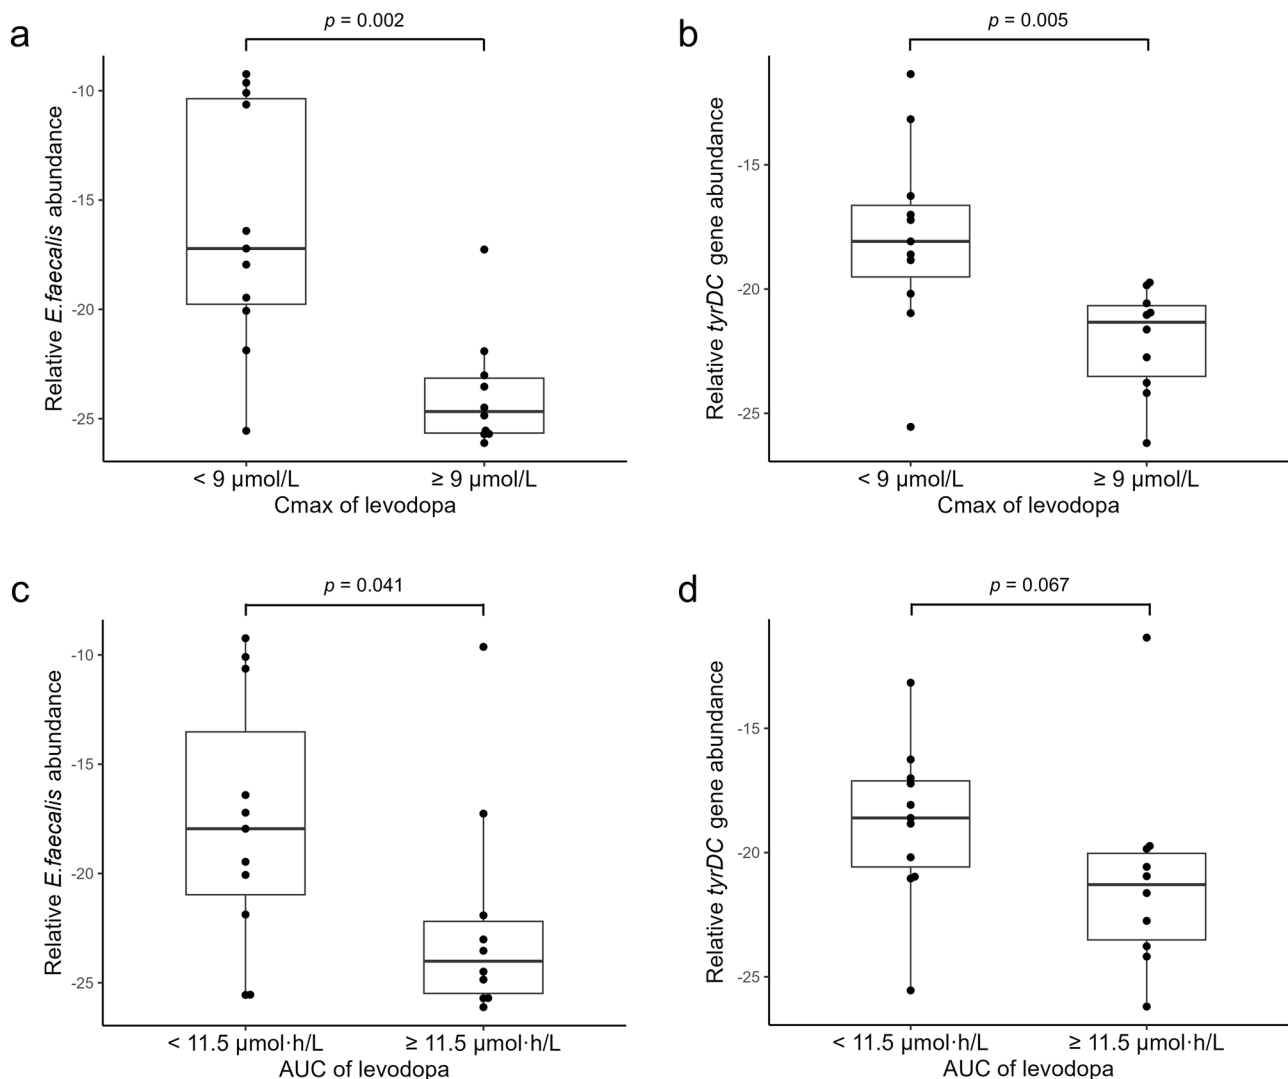 a
p = 0.002
Relative E.faecalis abundance
-10
-15
-20
-25
< 9 μmol/L
≥ 9 μmol/L
Cmax of levodopa
b
p = 0.005
Relative tyrDC gene abundance
-15
-20
-25
< 9 μmol/L
≥ 9 μmol/L
Cmax of levodopa
c
p = 0.041
Relative E.faecalis abundance
-10
-15
-20
-25
< 11.5 μmol·h/L
≥ 11.5 μmol·h/L
AUC of levodopa
d
p = 0.067
Relative tyrDC gene abundance
-15
-20
-25
< 11.5 μmol·h/L
≥ 11.5 μmol·h/L
AUC of levodopa